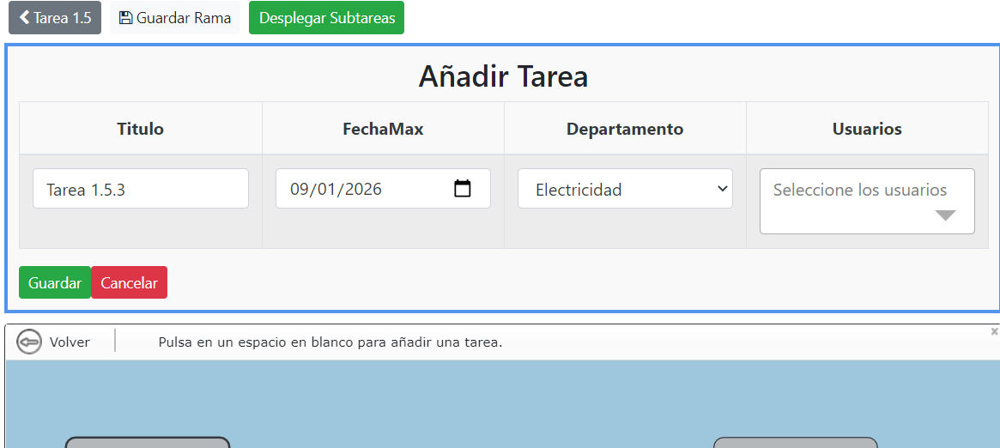 Tarea 1.5 Guardar Rama Desplegar Subtareas
Añadir Tarea
Titulo FechaMax Departamento Usuarios
Tarea 1.5.3 09/01/2026 Electricidad Seleccione los usuarios
Guardar Cancelar
Volver Pulsa en un espacio en blanco para añadir una tarea. x